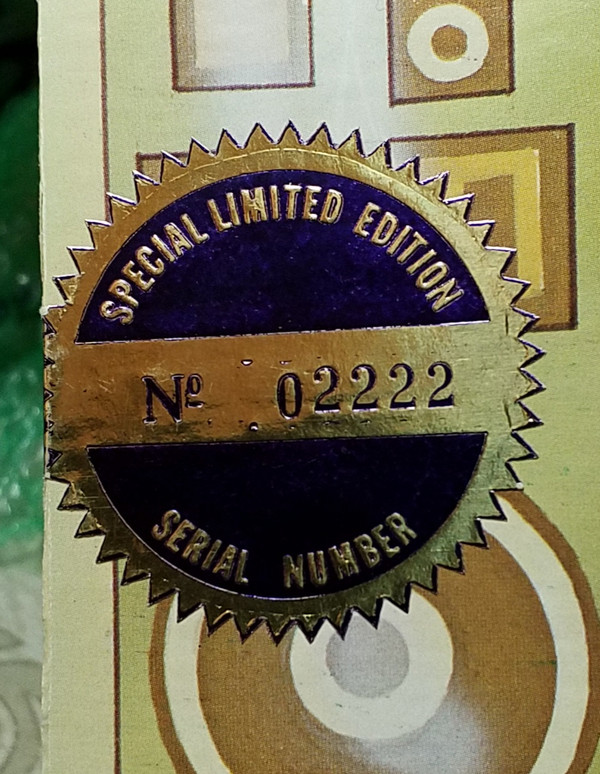 SPECIAL LIMITED EDITION
Nº 02222
SERIAL NUMBER